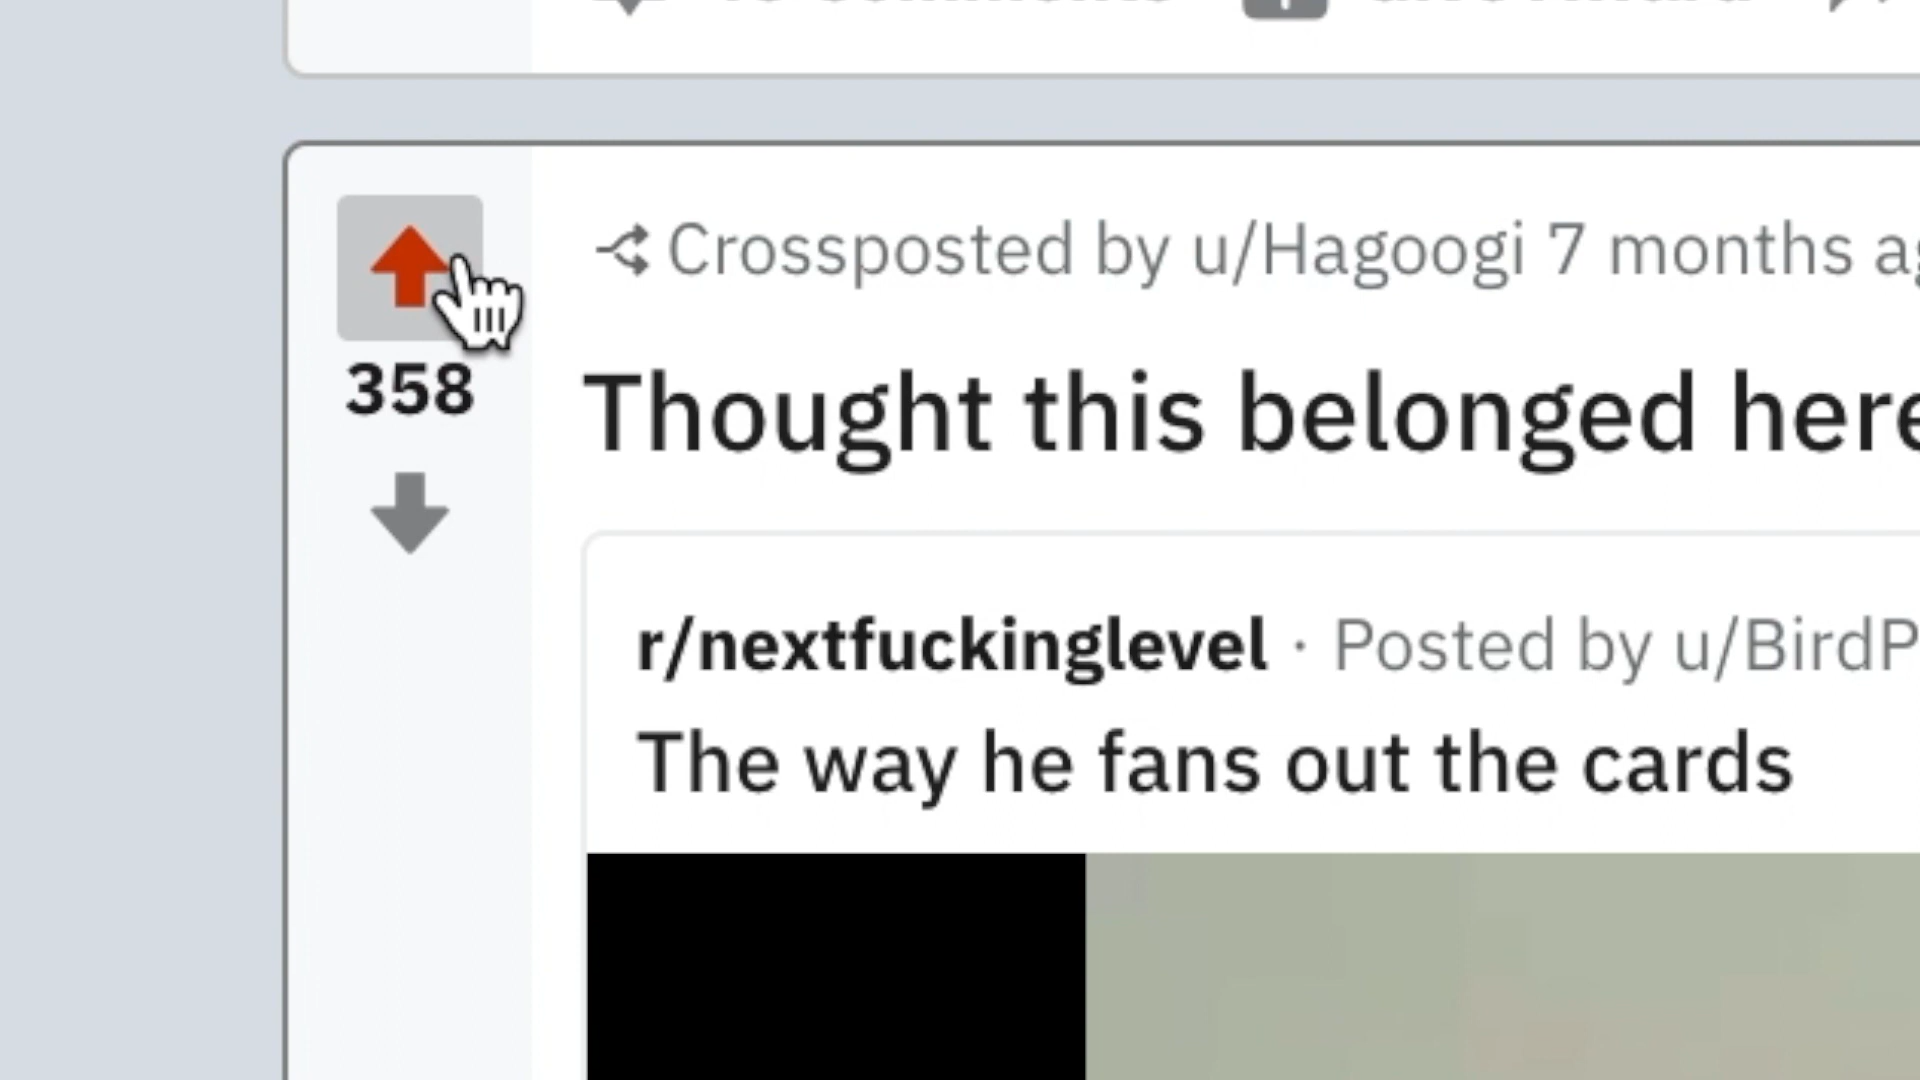 Crossposted by u/Hagoogi 7 months
358
Thought this belonged here
r/nextfuckinglevel · Posted by u/BirdP
The way he fans out the cards